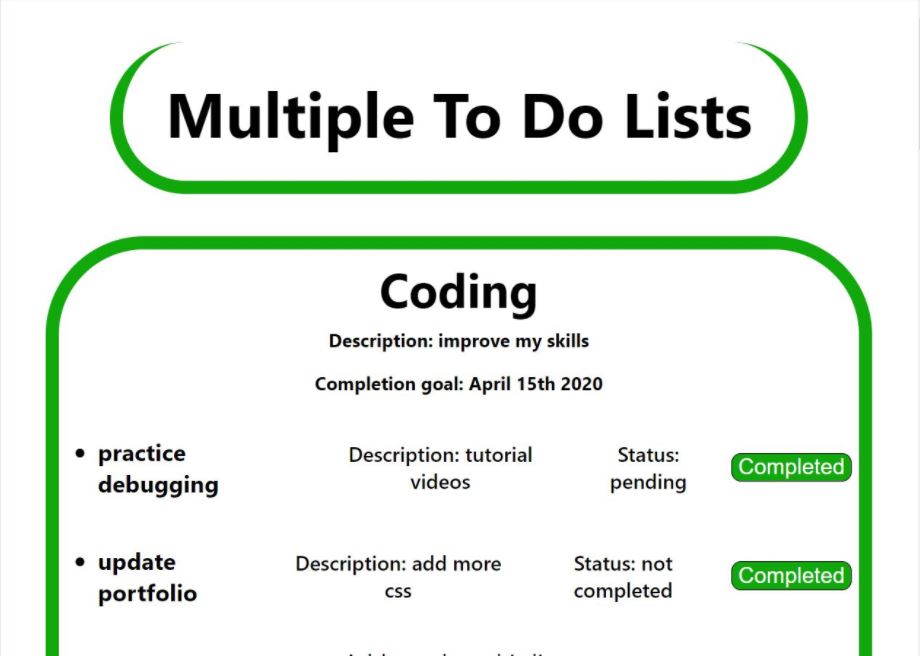 Multiple To Do Lists
Coding
Description: improve my skills
Completion goal: April 15th 2020
practice
debugging
Description: tutorial
videos
Status:
pending
Completed
update
portfolio
Description: add more
css
Status: not
completed
Completed